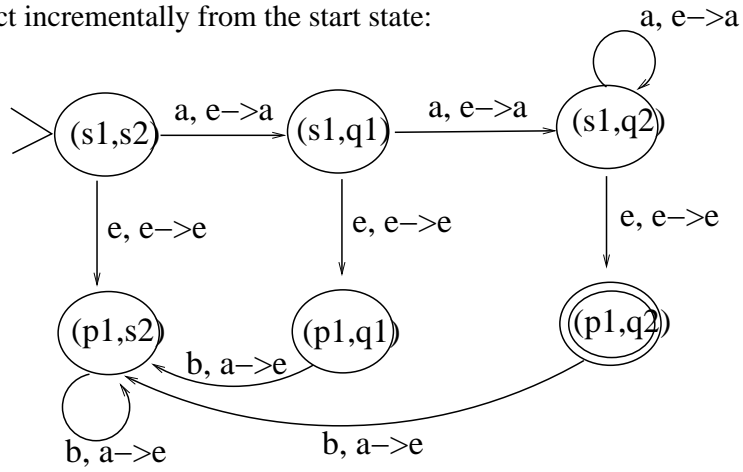 ct incrementally from the start state:
a, e−>a
a, e−>a
a, e−>a
(s1,s2)
(s1,q1)
(s1,q2)
e, e−>e
e, e−>e
e, e−>e
(p1,s2)
(p1,q1)
(p1,q2)
b, a−>e
b, a−>e
b, a−>e